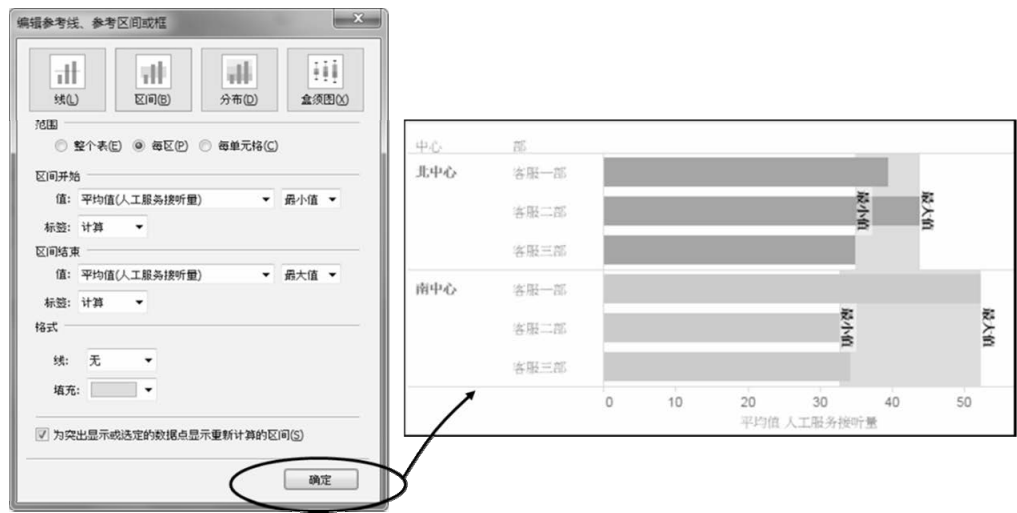 编辑参考线、参考区间或框
线(L) 区间(B) 分布(D) 盒须图(X)
范围
整个表(E) 每区(P) 每单元格(C)
区间开始
值: 平均值(人工服务接听量) 最小值
标签: 计算
区间结束
值: 平均值(人工服务接听量) 最大值
标签: 计算
格式
线: 无
填充:
为突出显示或选定的数据点显示重新计算的区间(S)
确定
中心 部
北中心 客服一部
客服二部 最小值 最大值
客服三部
南中心 客服一部
客服二部 最小值 最大值
客服三部
0 10 20 30 40 50
平均值 人工服务接听量